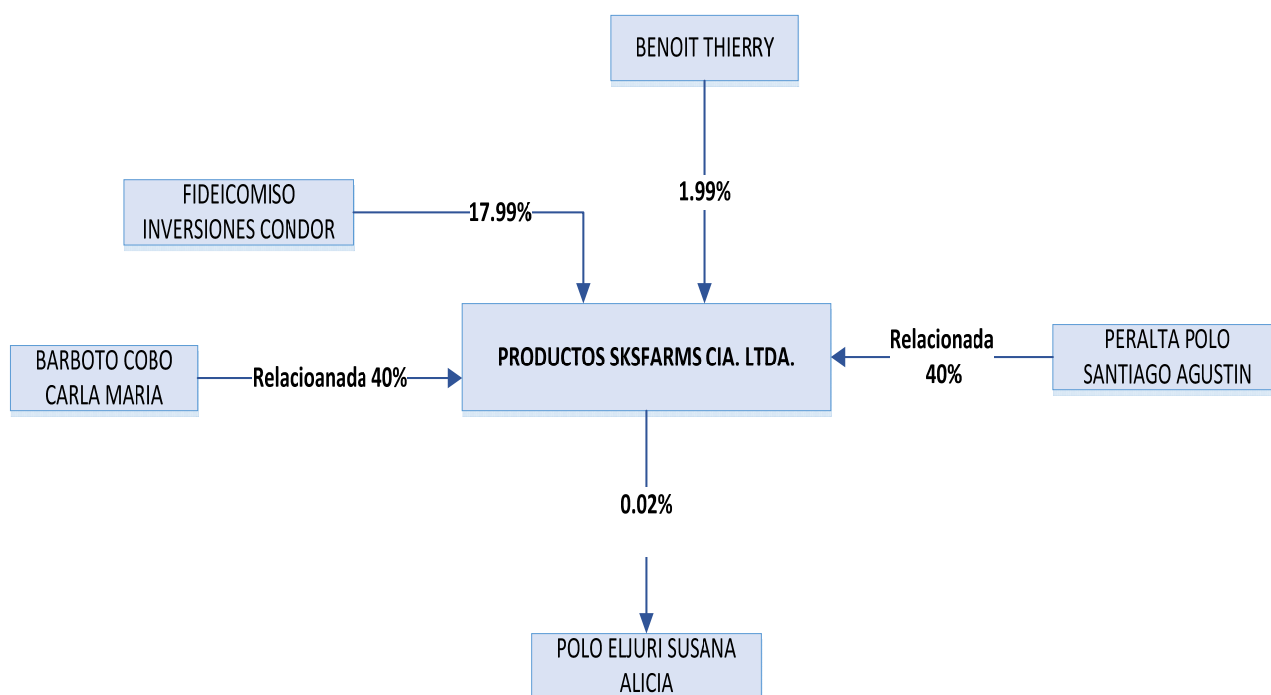 BENOIT THIERRY
1.99%
FIDEICOMISO
INVERSIONES CONDOR
17.99%
BARBOTO COBO
CARLA MARIA
Relacioanada 40%
PRODUCTOS SKSFARMS CIA. LTDA.
Relacionada
40%
PERALTA POLO
SANTIAGO AGUSTIN
0.02%
POLO ELJURI SUSANA
ALICIA